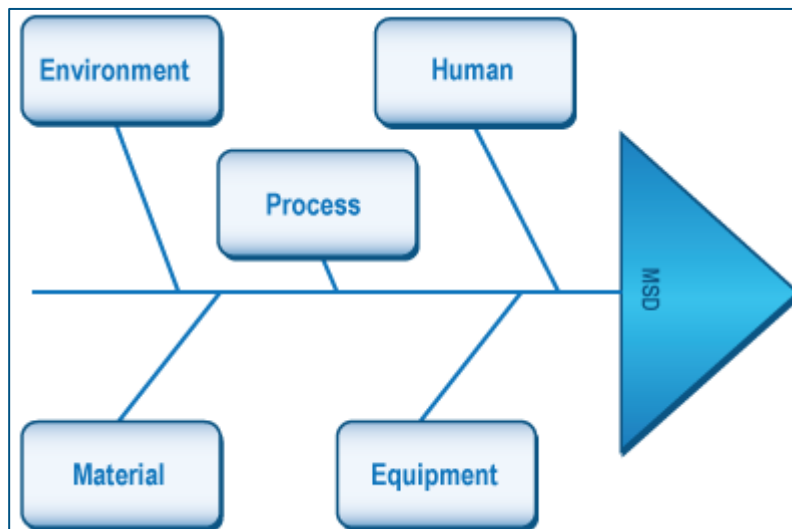 Environment
Human
Process
MSD
Material
Equipment